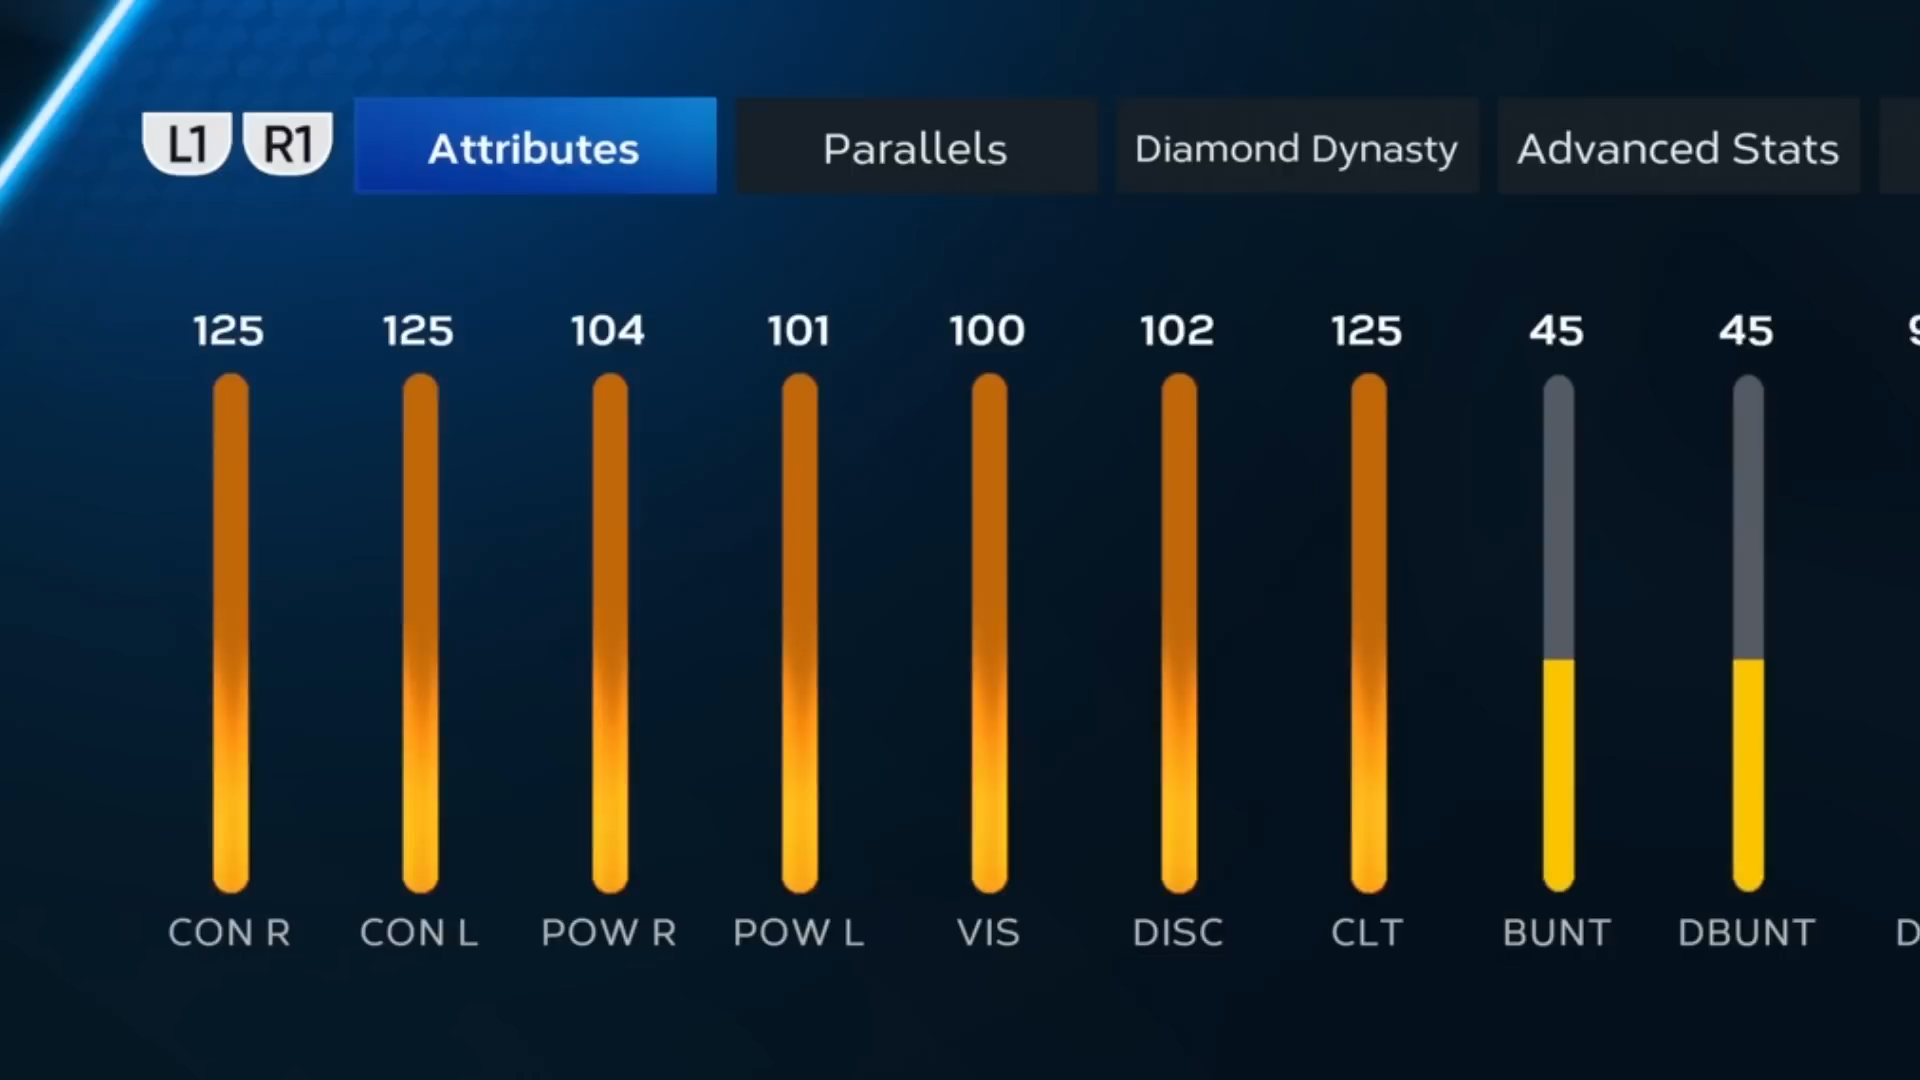 L1 R1 Attributes Parallels Diamond Dynasty Advanced Stats
125 125 104 101 100 102 125 45 45
CON R CON L POW R POW L VIS DISC CLT BUNT DBUNT